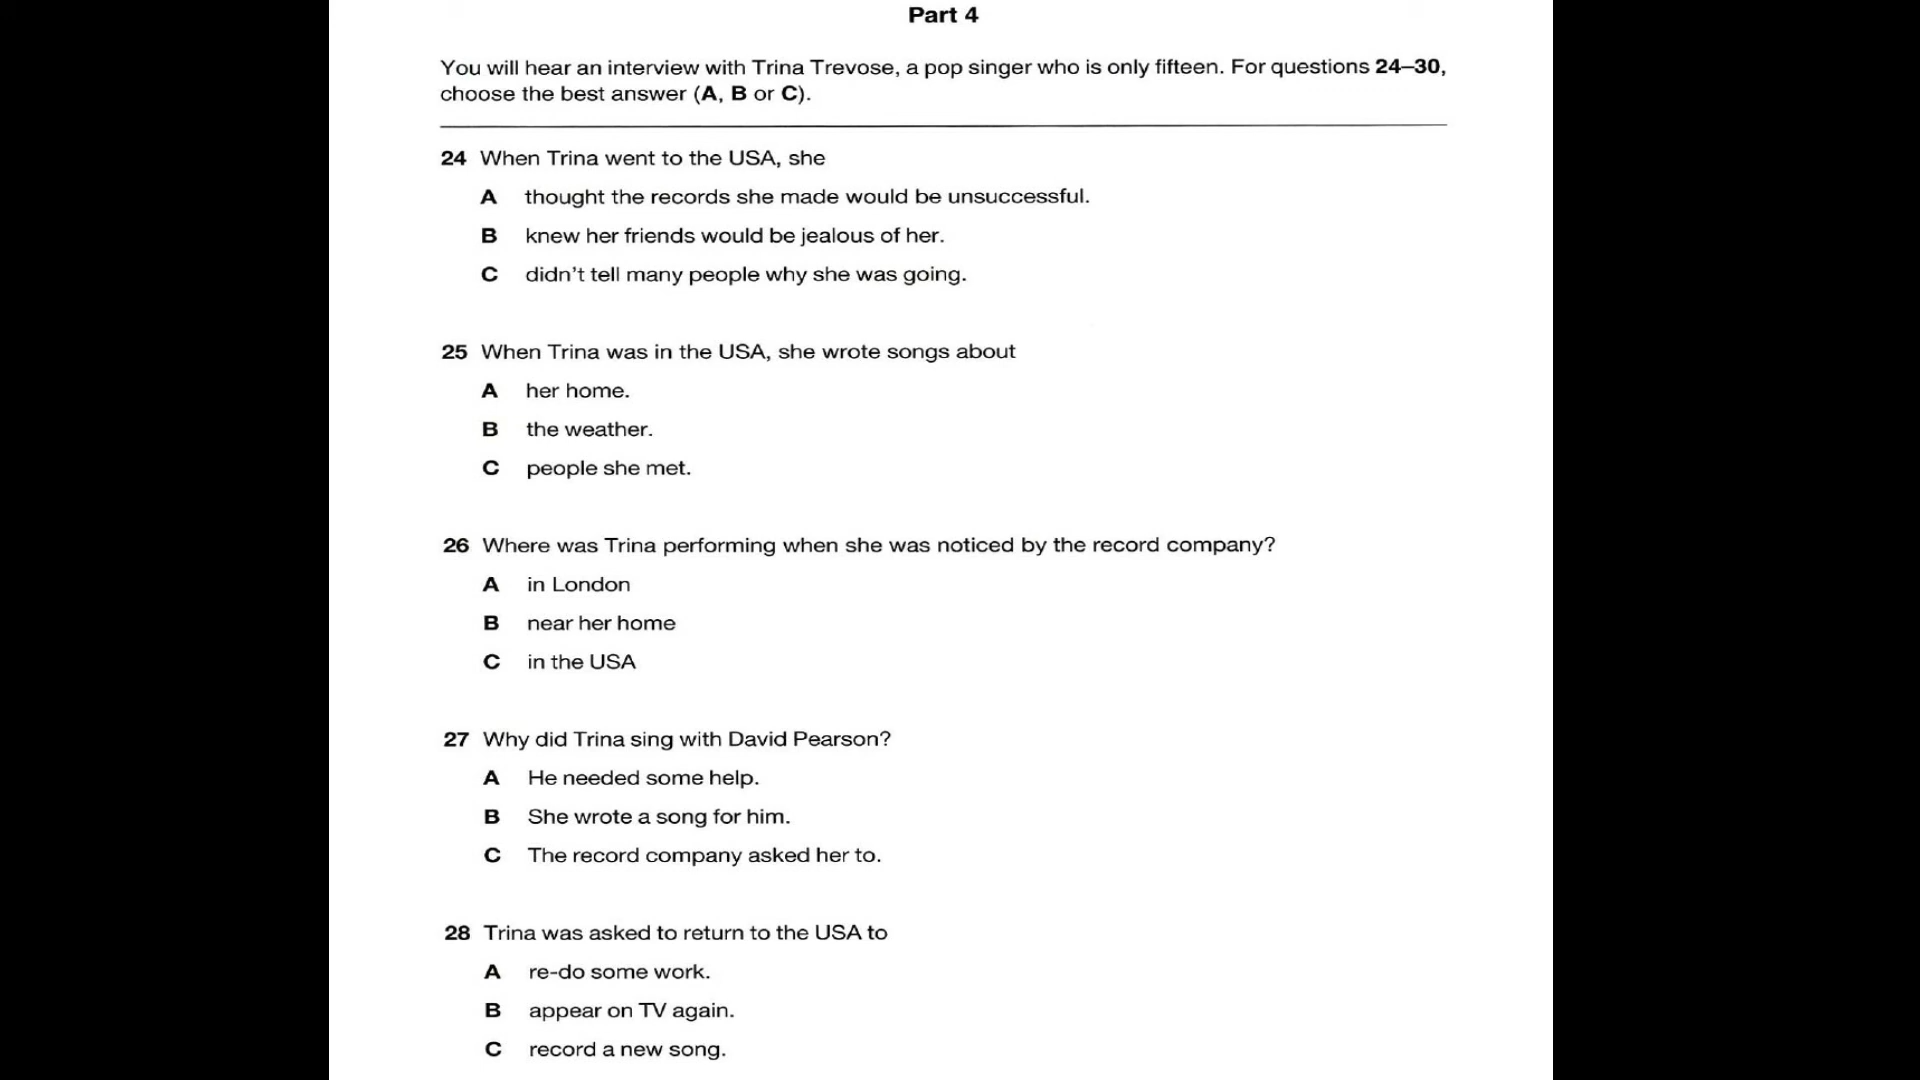 Part 4
You will hear an interview with Trina Trevose, a pop singer who is only fifteen. For questions 24–30,
choose the best answer (A, B or C).
24 When Trina went to the USA, she
A thought the records she made would be unsuccessful.
B knew her friends would be jealous of her.
C didn't tell many people why she was going.
25 When Trina was in the USA, she wrote songs about
A her home.
B the weather.
C people she met.
26 Where was Trina performing when she was noticed by the record company?
A in London
B near her home
C in the USA
27 Why did Trina sing with David Pearson?
A He needed some help.
B She wrote a song for him.
C The record company asked her to.
28 Trina was asked to return to the USA to
A re-do some work.
B appear on TV again.
C record a new song.